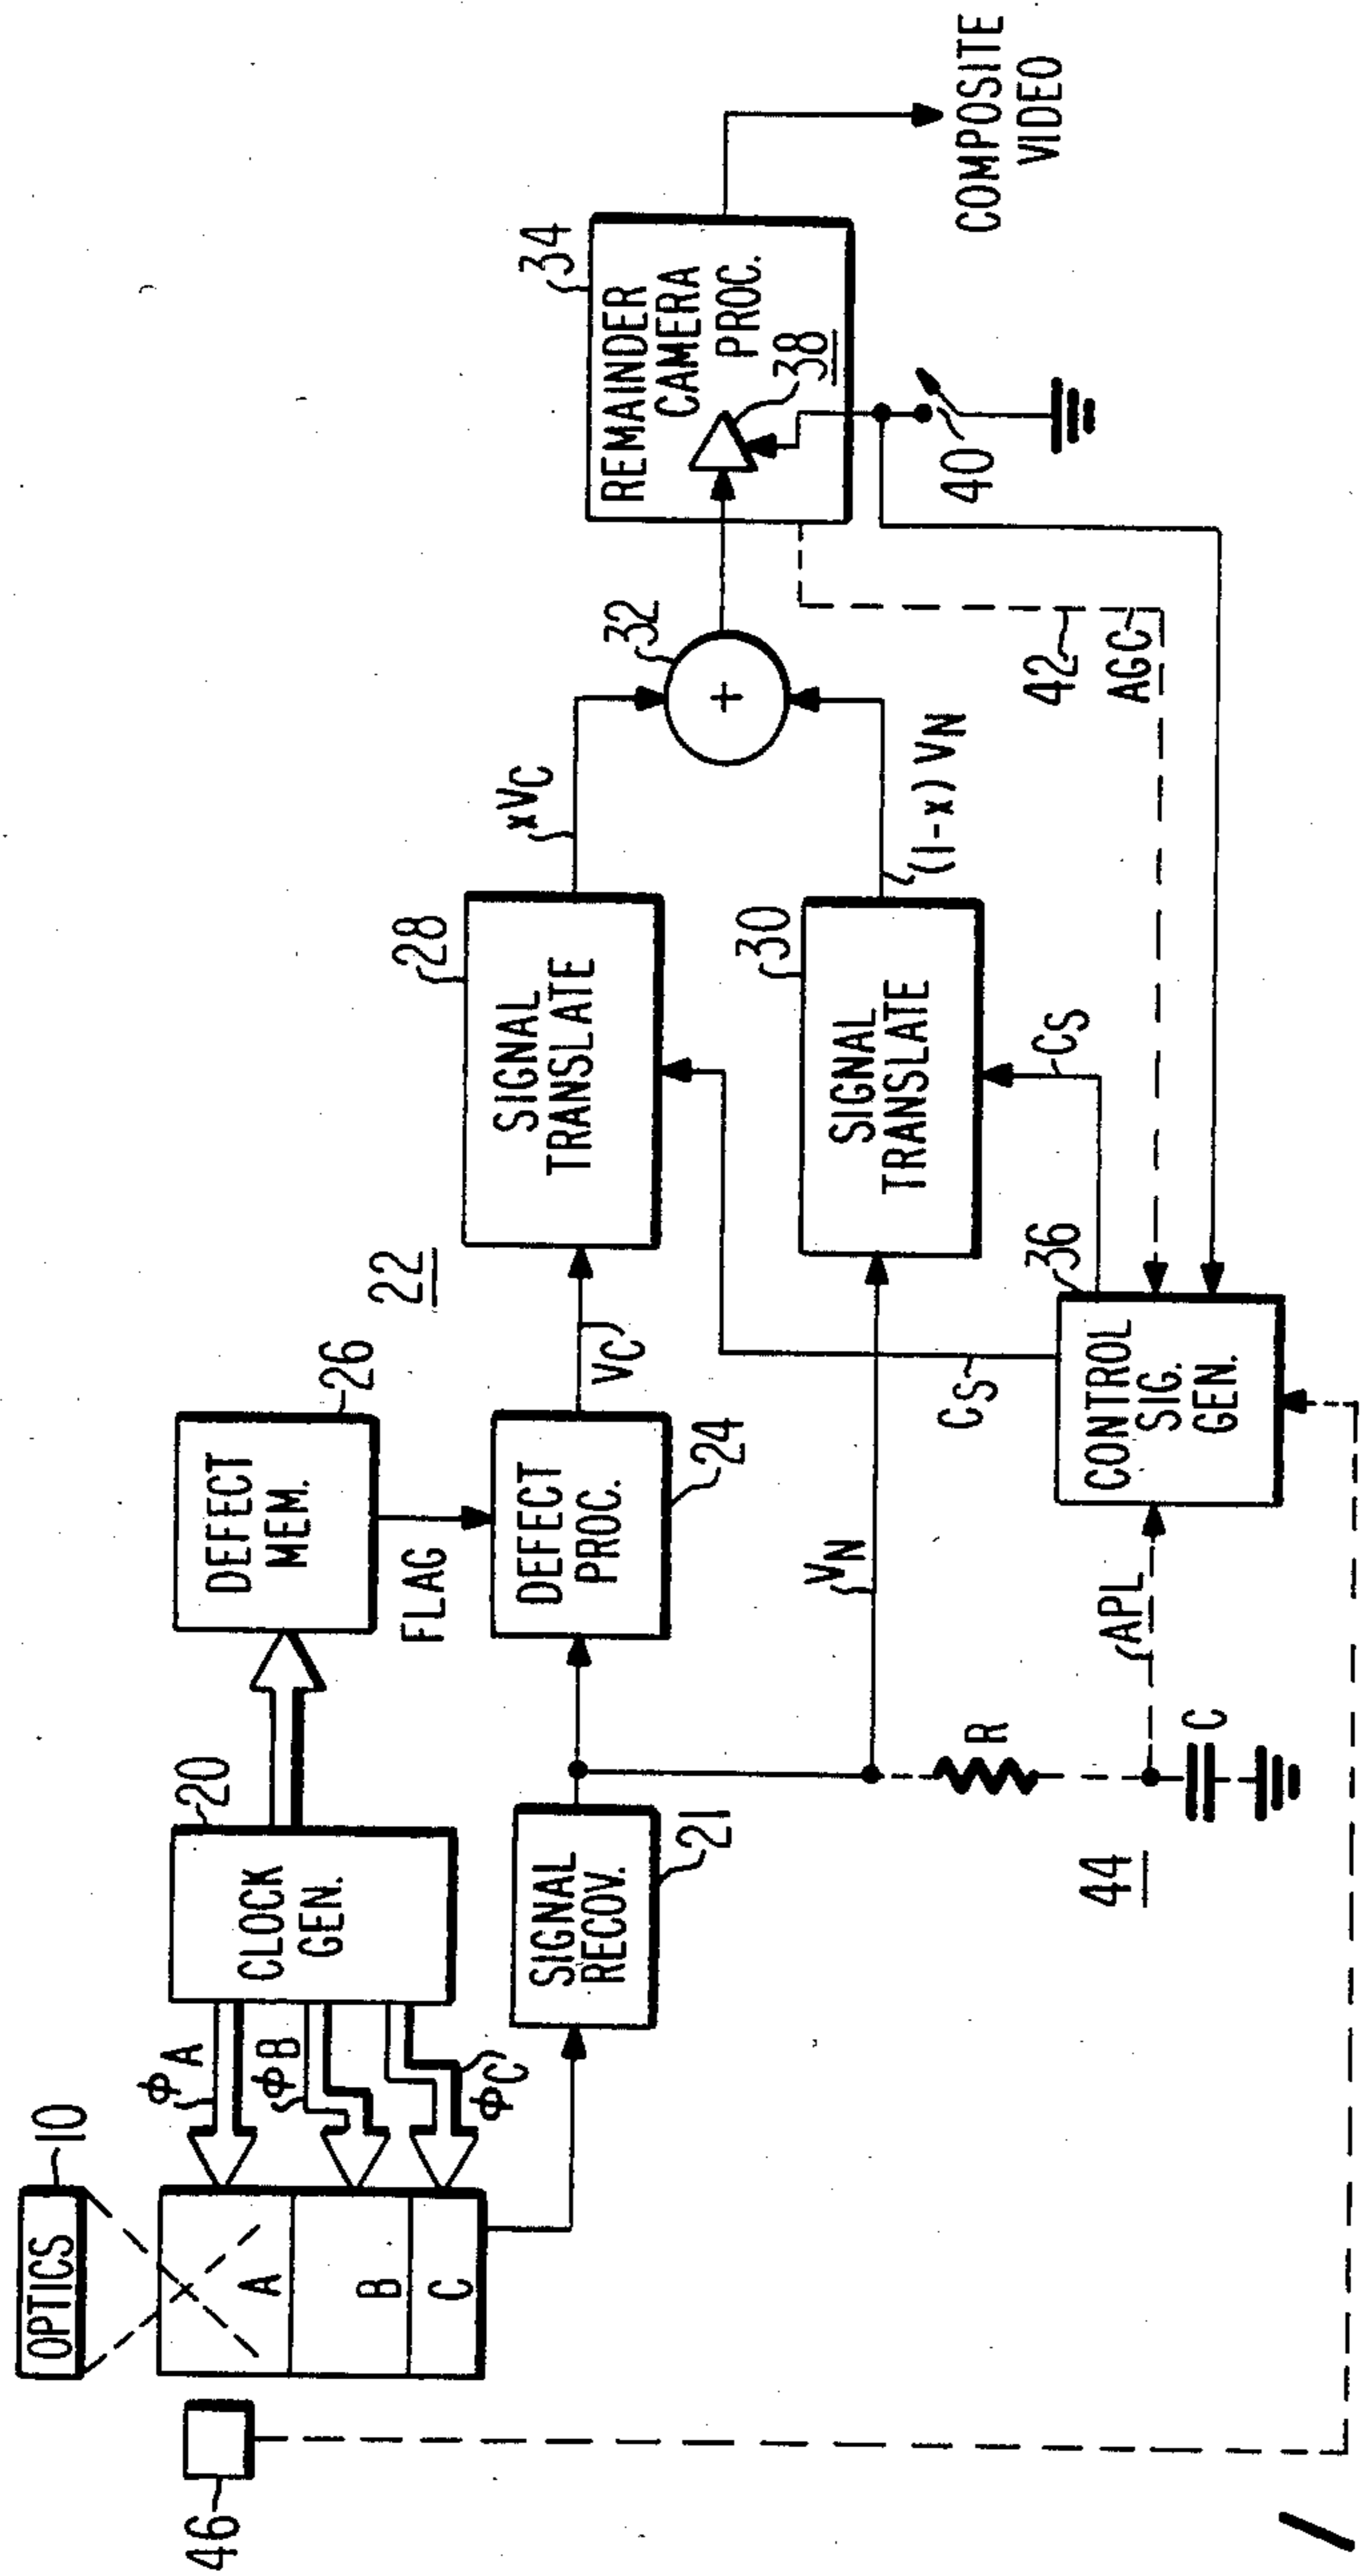 OPTICS
10
46
A
B
C
ΦA
ΦB
ΦC
CLOCK
GEN.
20
DEFECT
MEM.
26
FLAG
SIGNAL
RECOV.
21
DEFECT
PROC.
24
22
VC
SIGNAL
TRANSLATE
28
xVC
VN
SIGNAL
TRANSLATE
30
(1-x) VN
32
+
REMAINDER
CAMERA
PROC.
34
38
40
COMPOSITE
VIDEO
42
AGC
R
C
44
APL
CONTROL
SIG.
GEN.
36
CS
CS